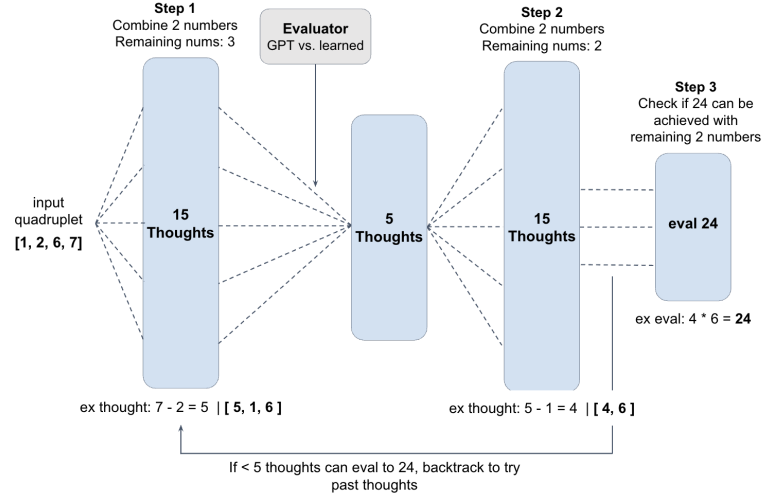 Step 1
Combine 2 numbers
Remaining nums: 3
Evaluator
GPT vs. learned
Step 2
Combine 2 numbers
Remaining nums: 2
Step 3
Check if 24 can be
achieved with
remaining 2 numbers
input
quadruplet
[1, 2, 6, 7]
15
Thoughts
5
Thoughts
15
Thoughts
eval 24
ex eval: 4 * 6 = 24
ex thought: 7 - 2 = 5 | [ 5, 1, 6 ]
ex thought: 5 - 1 = 4 | [ 4, 6 ]
If < 5 thoughts can eval to 24, backtrack to try
past thoughts